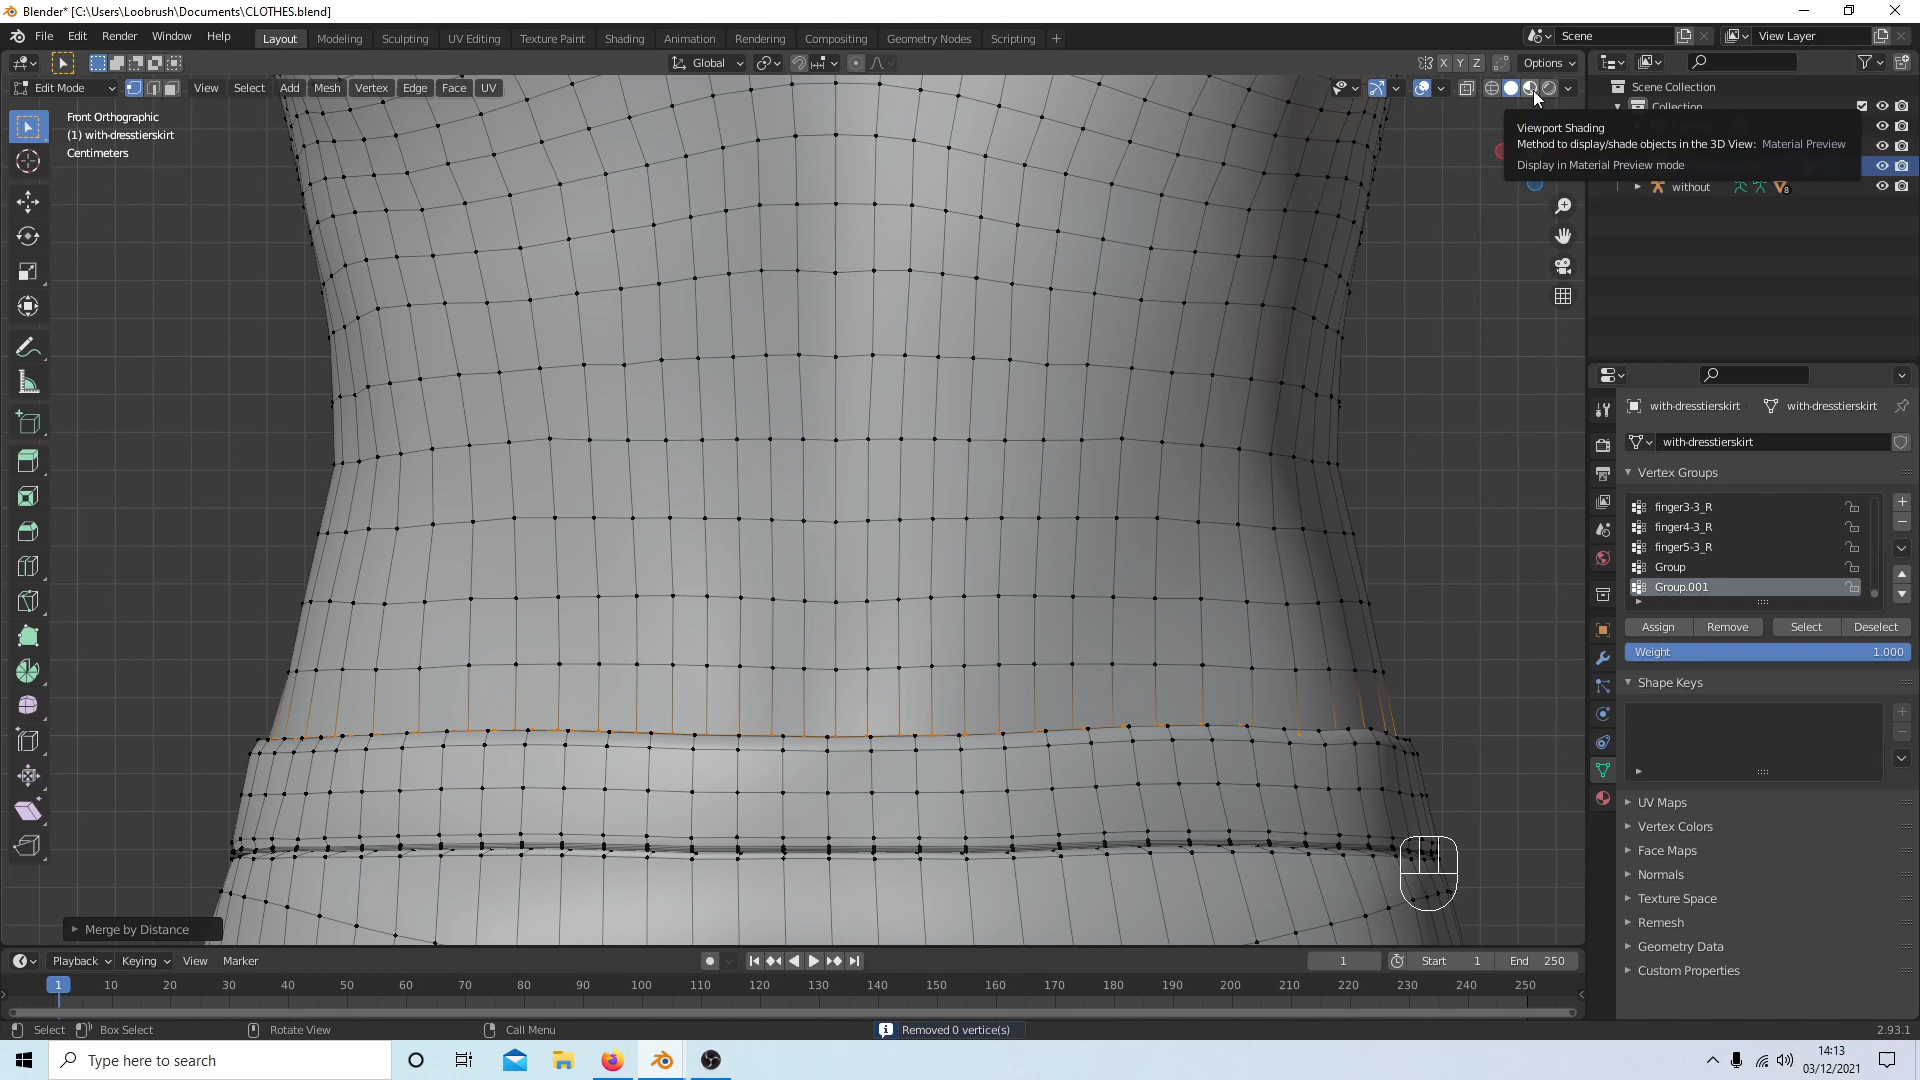 Blender* [C:\Users\Loobrush\Documents\CLOTHES.blend]
File Edit Render Window Help Layout Modeling Sculpting UV Editing Texture Paint Shading Animation Rendering Compositing Geometry Nodes Scripting + Scene View Layer
Global X Y Z Options
Edit Mode View Select Add Mesh Vertex Edge Face UV
Scene Collection
Collection
Front Orthographic
(1) with-dresstierskirt
Centimeters
Viewport Shading
Method to display/shade objects in the 3D View: Material Preview
Display in Material Preview mode
without
8
with-dresstierskirt with-dresstierskirt
with-dresstierskirt
Vertex Groups
finger3-3_R
finger4-3_R
finger5-3_R
Group
Group.001
Assign Remove Select Deselect
Weight 1.000
Shape Keys
UV Maps
Vertex Colors
Face Maps
Normals
Texture Space
Remesh
Geometry Data
Custom Properties
Merge by Distance
Playback Keying View Marker 1 Start 1 End 250
1 10 20 30 40 50 60 70 80 90 100 110 120 130 140 150 160 170 180 190 200 210 220 230 240 250
Select Box Select Rotate View Call Menu Removed 0 vertice(s) 2.93.1
Type here to search
14:13
03/12/2021